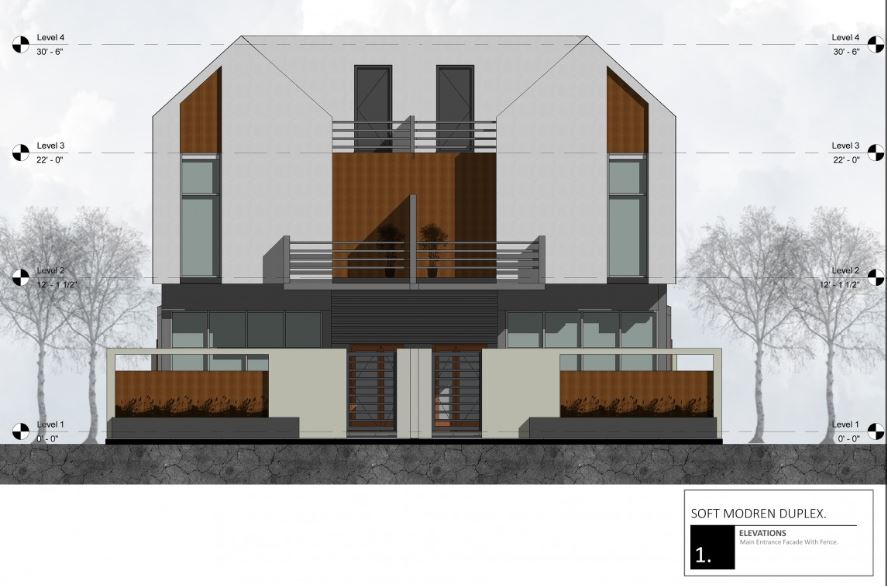 Level 4
30' - 6"
Level 4
30' - 6"
Level 3
22' - 0"
Level 3
22' - 0"
Level 2
12' - 1 1/2"
Level 2
12' - 1 1/2"
Level 1
0' - 0"
Level 1
0' - 0"
SOFT MODREN DUPLEX.
ELEVATIONS
Main Entrance Facade With Fence.
1.